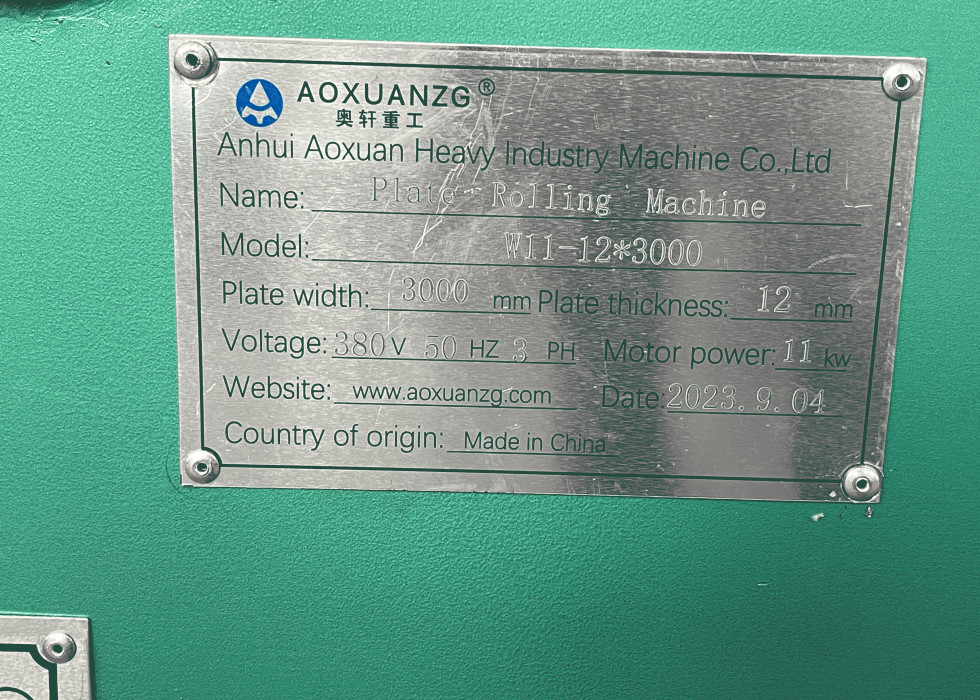 AOXUANZG®
奥轩重工
Anhui Aoxuan Heavy Industry Machine Co.,Ltd
Name: Plate Rolling Machine
Model: W11-12*3000
Plate width: 3000 mm Plate thickness: 12 mm
Voltage: 380 V 50 HZ 3 PH Motor power: 11 kw
Website: www.aoxuanzg.com Date: 2023.9.04
Country of origin: Made in China